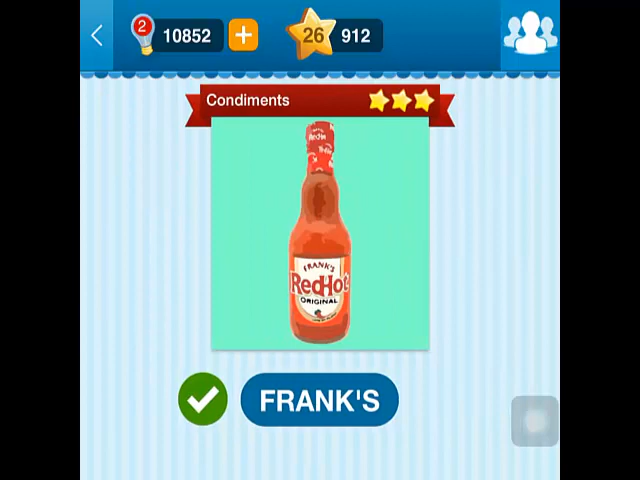 2
10852
26
912
Condiments
FRANK'S
RedHot
ORIGINAL
FRANK'S